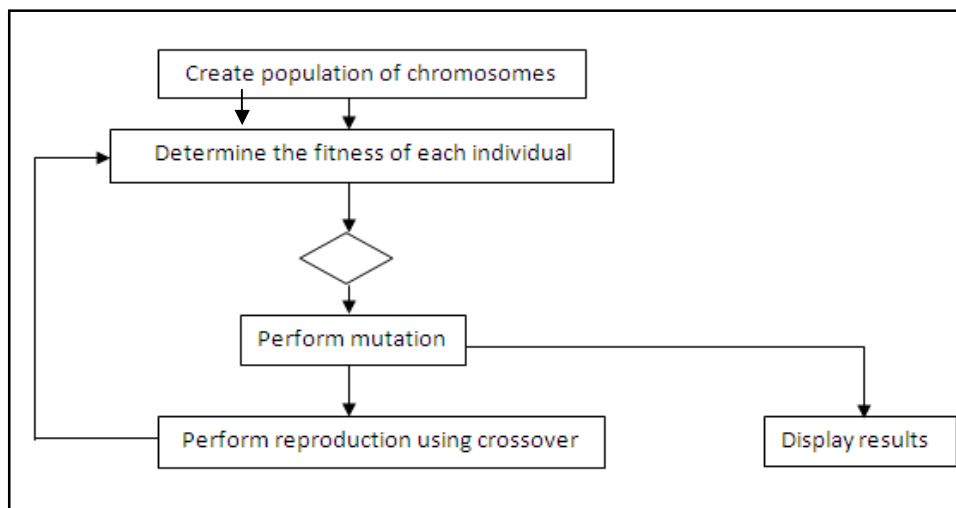 Create population of chromosomes
Determine the fitness of each individual
Perform mutation
Perform reproduction using crossover
Display results